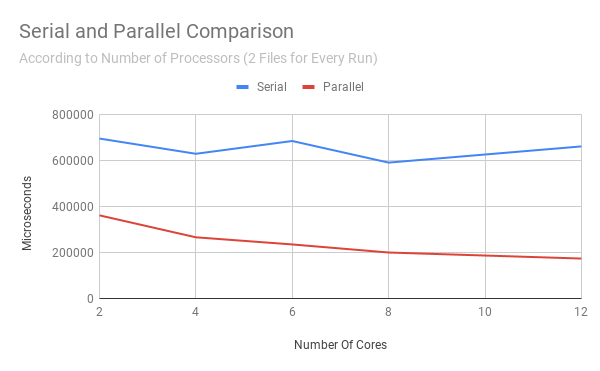 Serial and Parallel Comparison
According to Number of Processors (2 Files for Every Run)
Serial Parallel
800000
600000
400000
200000
0
Microseconds
2 4 6 8 10 12
Number Of Cores